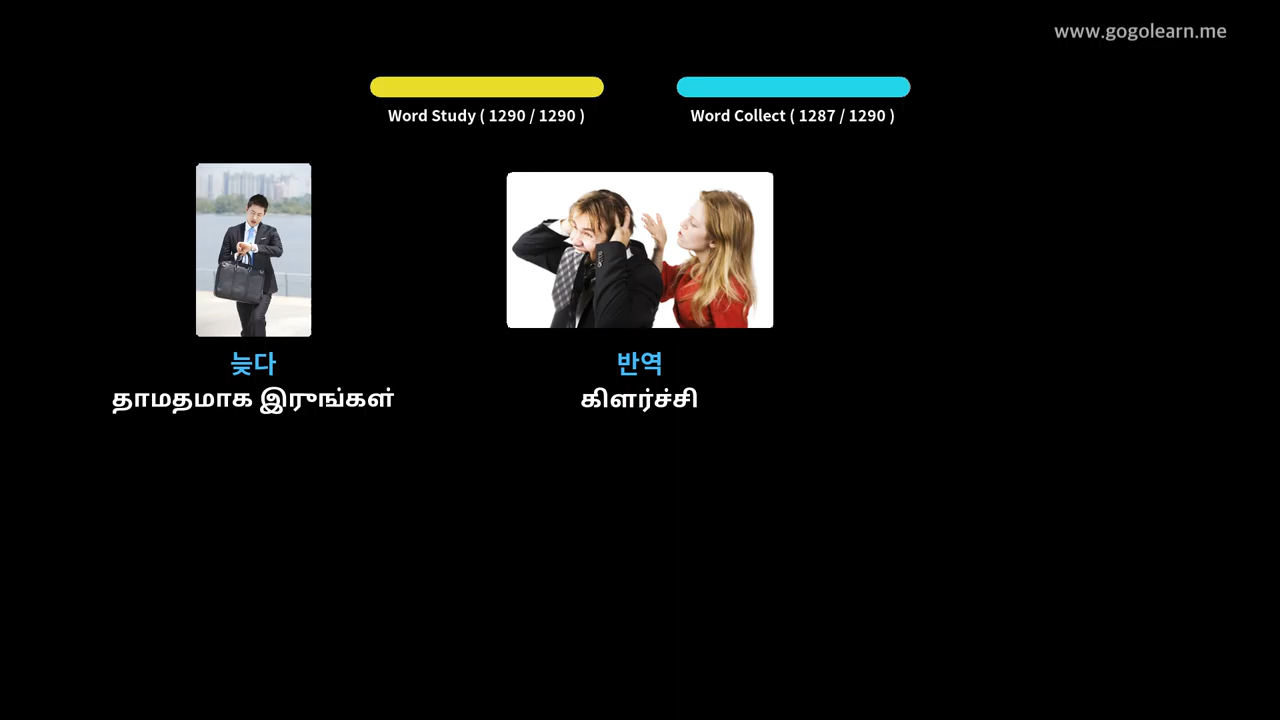 www.gogolearn.me
Word Study ( 1290 / 1290 )
Word Collect ( 1287 / 1290 )
늦다
தாமதமாக இருங்கள்
반역
கிளர்ச்சி